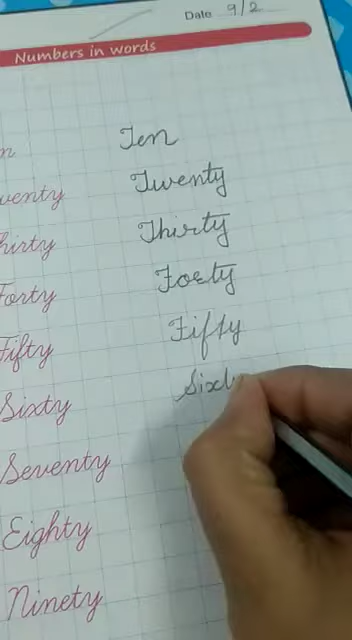 Date 9/2
Numbers in words
Ten
Twenty
Thirty
Forty Forty
Fifty Fifty
Sixty
Seventy
Eighty
Ninety